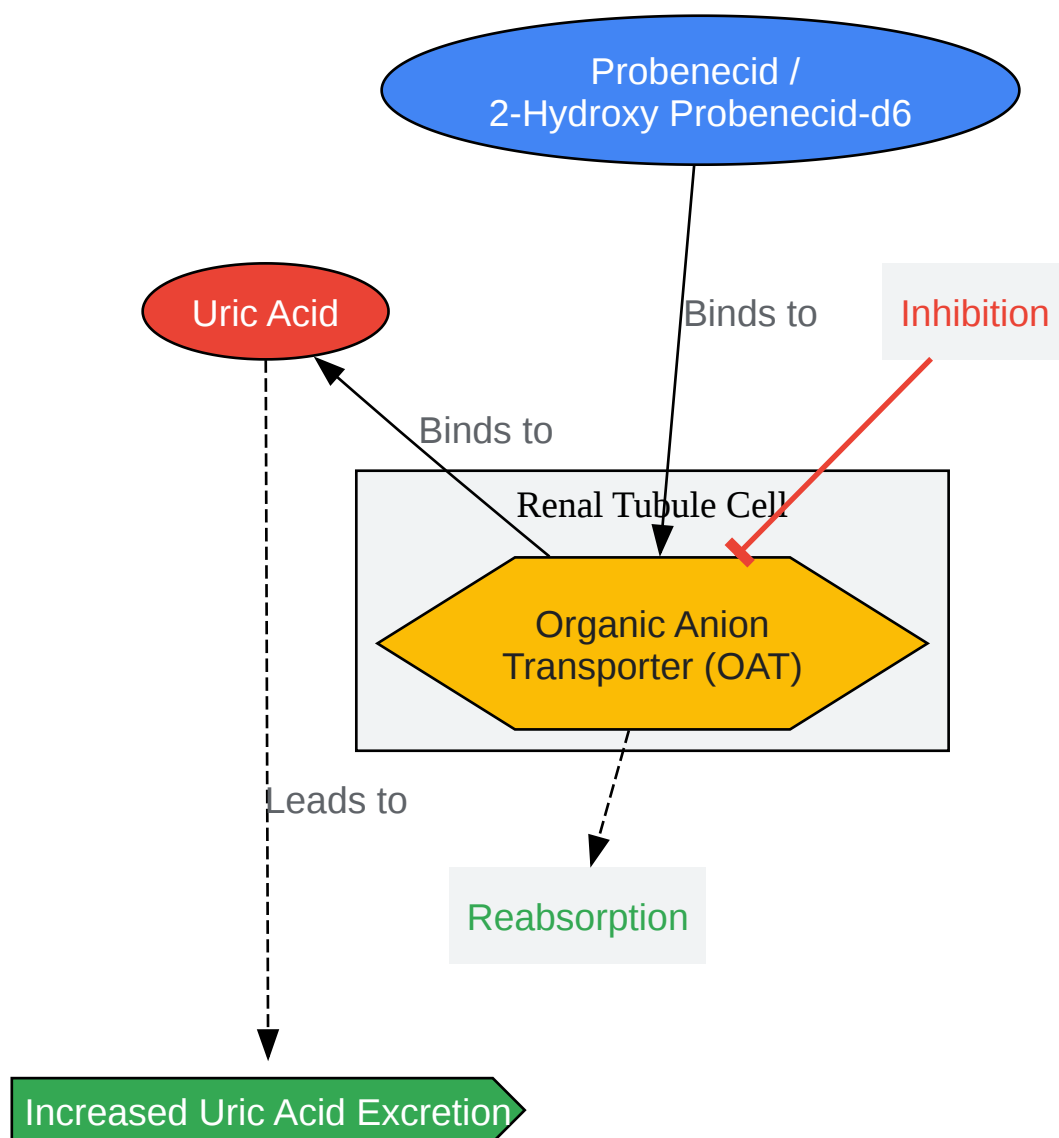 Probenecid /
2-Hydroxy Probenecid-d6
Uric Acid
Binds to
Inhibition
Binds to
Renal Tubule Cell
Organic Anion
Transporter (OAT)
Leads to
Reabsorption
Increased Uric Acid Excretion